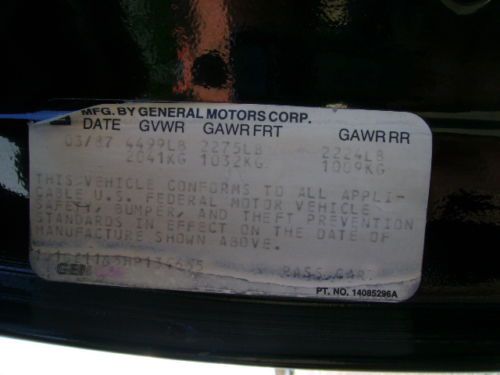 MFG. BY GENERAL MOTORS CORP.
DATE GVWR GAWR FRT GAWR RR
03/87 4499LB 2275LB 2224LB
2041KG 1032KG 1009KG
THIS VEHICLE CONFORMS TO ALL APPLI-
CABLE U.S. FEDERAL MOTOR VEHICLE
SAFETY, BUMPER, AND THEFT PREVENTION
STANDARDS IN EFFECT ON THE DATE OF
MANUFACTURE SHOWN ABOVE.
PASS CAR
GEN
PT. NO. 14085296A